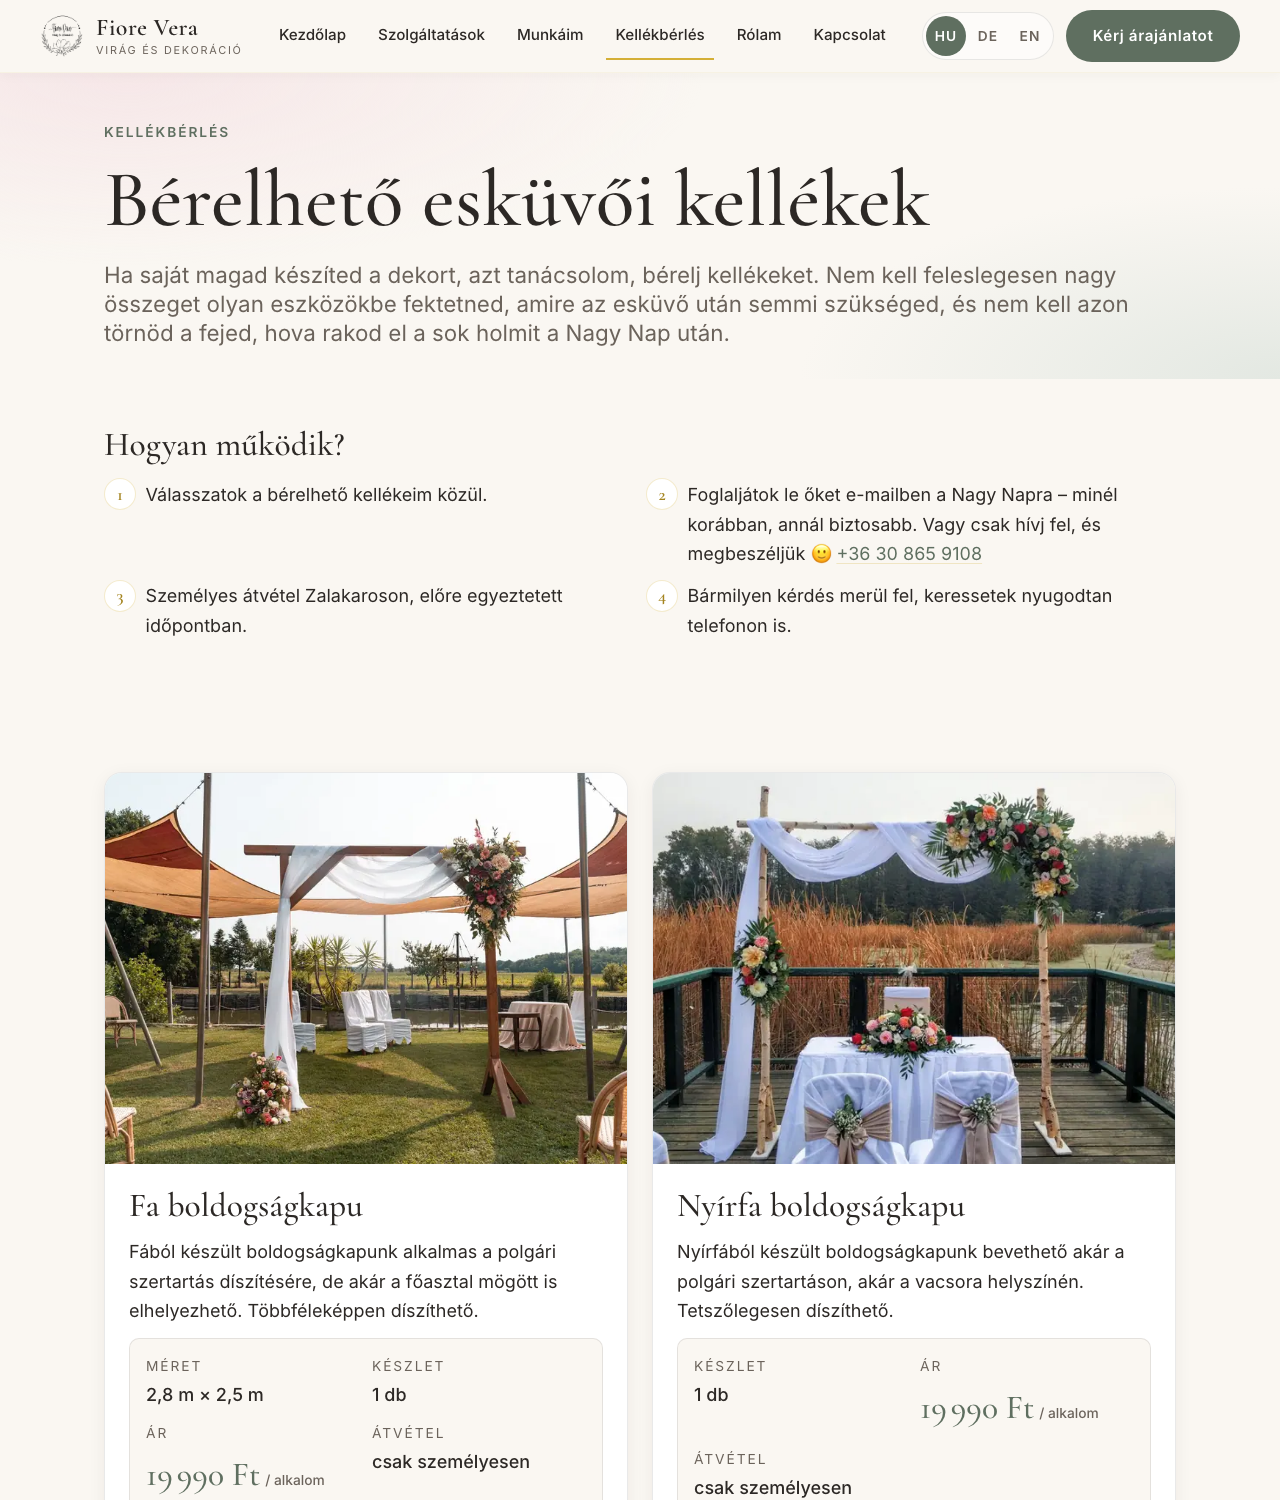 Fiore Vera
VIRÁG ÉS DEKORÁCIÓ
Kezdőlap
Szolgáltatások
Munkáim
Kellékbérlés
Rólam
Kapcsolat
HU
DE
EN
Kérj árajánlatot
KELLÉKBÉRLÉS
Bérelhető esküvői kellékek
Ha saját magad készíted a dekort, azt tanácsolom, bérelj kellékeket. Nem kell feleslegesen nagy
összeget olyan eszközökbe fektetned, amire az esküvő után semmi szükséged, és nem kell azon
törnöd a fejed, hova rakod el a sok holmit a Nagy Nap után.
Hogyan működik?
1 Válasszatok a bérelhető kellékeim közül.
2 Foglaljátok le őket e-mailben a Nagy Napra – minél
korábban, annál biztosabb. Vagy csak hívj fel, és
megbeszéljük 🙂 +36 30 865 9108
3 Személyes átvétel Zalakaroson, előre egyeztetett
időpontban.
4 Bármilyen kérdés merül fel, keressetek nyugodtan
telefonon is.
Fa boldogságkapu
Fából készült boldogságkapunk alkalmas a polgári
szertartás díszítésére, de akár a főasztal mögött is
elhelyezhető. Többféleképpen díszíthető.
MÉRET
2,8 m × 2,5 m
KÉSZLET
1 db
ÁR
19 990 Ft / alkalom
ÁTVÉTEL
csak személyesen
Nyírfa boldogságkapu
Nyírfából készült boldogságkapunk bevethető akár a
polgári szertartáson, akár a vacsora helyszínén.
Tetszőlegesen díszíthető.
KÉSZLET
1 db
ÁR
19 990 Ft / alkalom
ÁTVÉTEL
csak személyesen